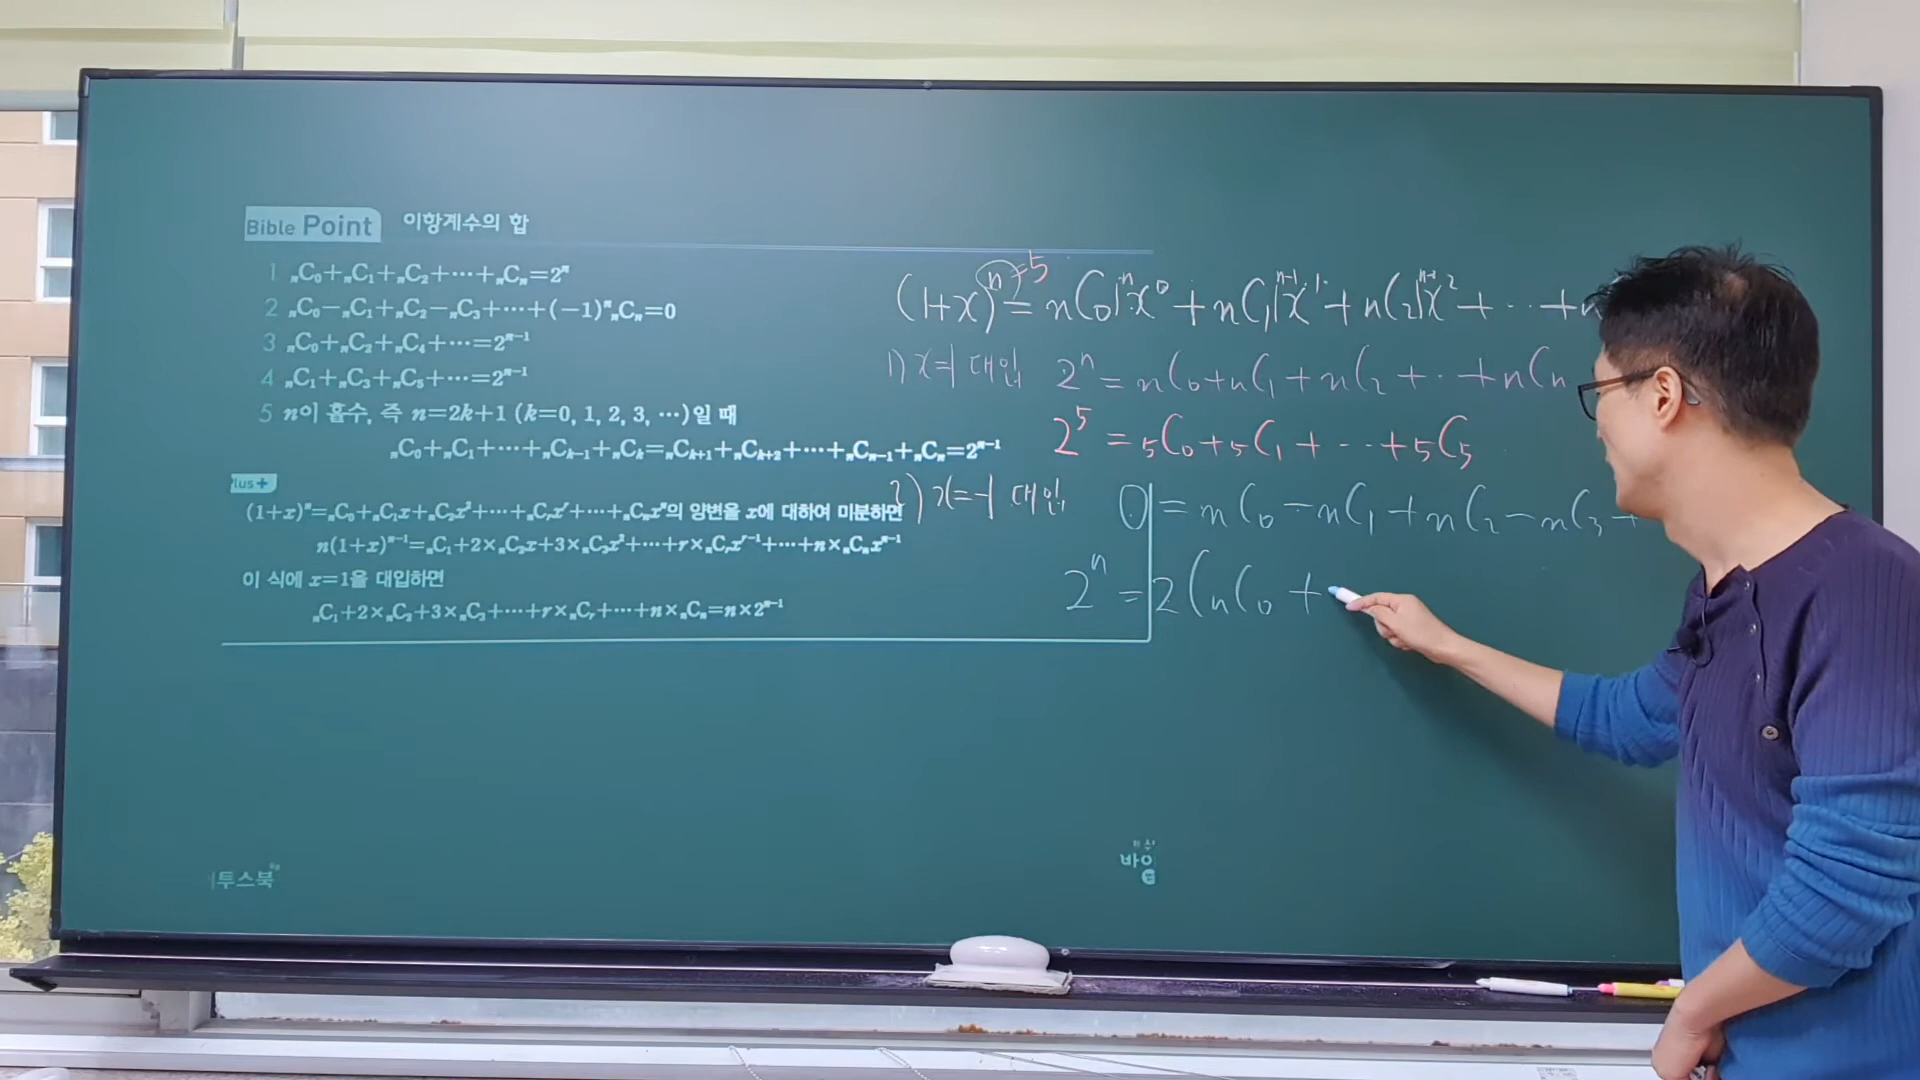 Bible Point 이항계수의 합
1 ₙC₀+ₙC₁+ₙC₂+⋯+ₙCₙ=2ⁿ
2 ₙC₀-ₙC₁+ₙC₂-ₙC₃+⋯+(-1)ⁿₙCₙ=0
3 ₙC₀+ₙC₂+ₙC₄+⋯=2ⁿ⁻¹
4 ₙC₁+ₙC₃+ₙC₅+⋯=2ⁿ⁻¹
5 n이 홀수, 즉 n=2k+1 (k=0, 1, 2, 3, ⋯)일 때
ₙC₀+ₙC₁+⋯+ₙCₖ₋₁+ₙCₖ=ₙCₖ₊₁+ₙCₖ₊₂+⋯+ₙCₙ₋₁+ₙCₙ=2ⁿ⁻¹
lus+
(1+x)ⁿ=ₙC₀+ₙC₁x+ₙC₂x²+⋯+ₙCᵣxʳ+⋯+ₙCₙxⁿ의 양변을 x에 대하여 미분하면
n(1+x)ⁿ⁻¹=ₙC₁+2×ₙC₂x+3×ₙC₃x²+⋯+r×ₙCᵣxʳ⁻¹+⋯+n×ₙCₙxⁿ⁻¹
이 식에 x=1을 대입하면
ₙC₁+2×ₙC₂+3×ₙC₃+⋯+r×ₙCᵣ+⋯+n×ₙCₙ=n×2ⁿ⁻¹
투스북
바이
=5
(1+x)ⁿ = nC₀1ⁿx⁰ + nC₁1ⁿ⁻¹x¹ + nC₂1ⁿ⁻²x² + ⋯ + n
1) x=1 대입 2ⁿ = nC₀+nC₁+nC₂+⋯+nCn
2⁵ = ₅C₀+₅C₁+⋯+₅C₅
2) x=-1 대입 0 = nC₀-nC₁+nC₂-nC₃+
2ⁿ = 2(nC₀ +